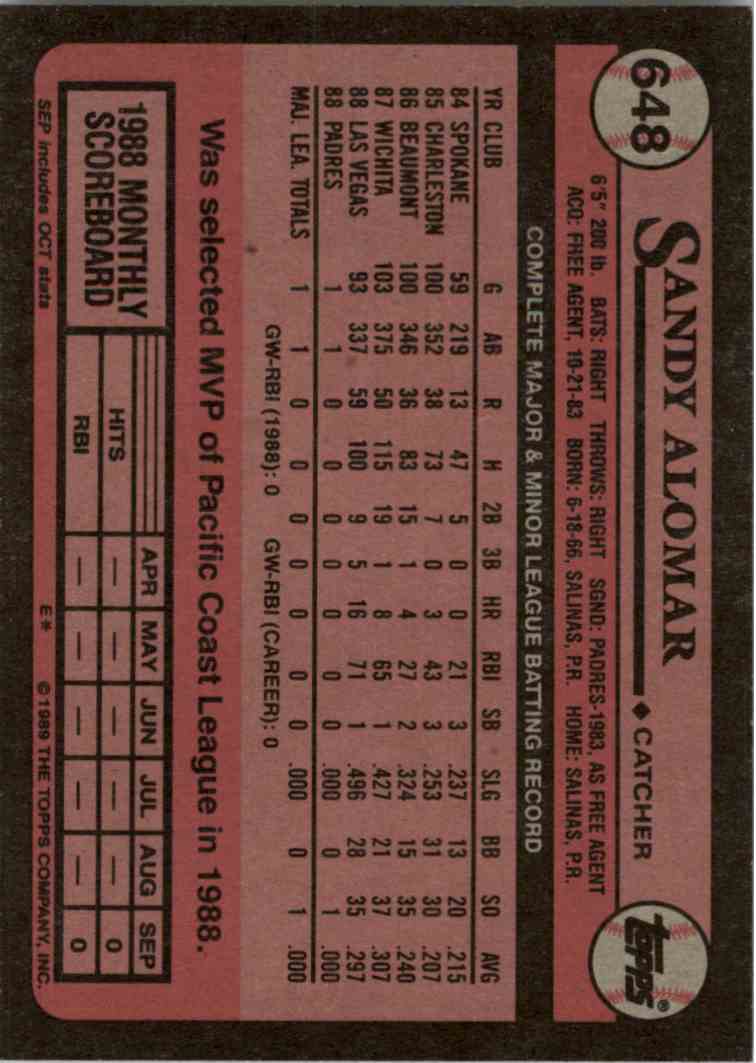 648
SANDY ALOMAR ♦ CATCHER
topps®
6'5" 200 lb. BATS: RIGHT THROWS: RIGHT SGND: PADRES-1983, AS FREE AGENT
ACQ: FREE AGENT, 10-21-83 BORN: 6-18-66, SALINAS, P.R. HOME: SALINAS, P.R.
COMPLETE MAJOR & MINOR LEAGUE BATTING RECORD
YR CLUB G AB R H 2B 3B HR RBI SB SLG BB SO AVG
84 SPOKANE 59 219 13 47 5 0 0 21 3 .237 13 20 .215
85 CHARLESTON 100 352 38 73 7 0 3 43 3 .253 31 30 .207
86 BEAUMONT 100 346 36 83 15 1 4 27 2 .324 15 35 .240
87 WICHITA 103 375 50 115 19 1 8 65 1 .427 21 37 .307
88 LAS VEGAS 93 337 59 100 9 5 16 71 1 .496 28 35 .297
88 PADRES 1 1 0 0 0 0 0 0 0 .000 0 1 .000
MAJ. LEA. TOTALS 1 1 0 0 0 0 0 0 0 .000 0 1 .000
GW-RBI (1988): 0 GW-RBI (CAREER): 0
Was selected MVP of Pacific Coast League in 1988.
1988 MONTHLY
SCOREBOARD
APR MAY JUN JUL AUG SEP
HITS — — — — — 0
RBI — — — — — 0
SEP includes OCT stats E* ©1989 THE TOPPS COMPANY, INC.